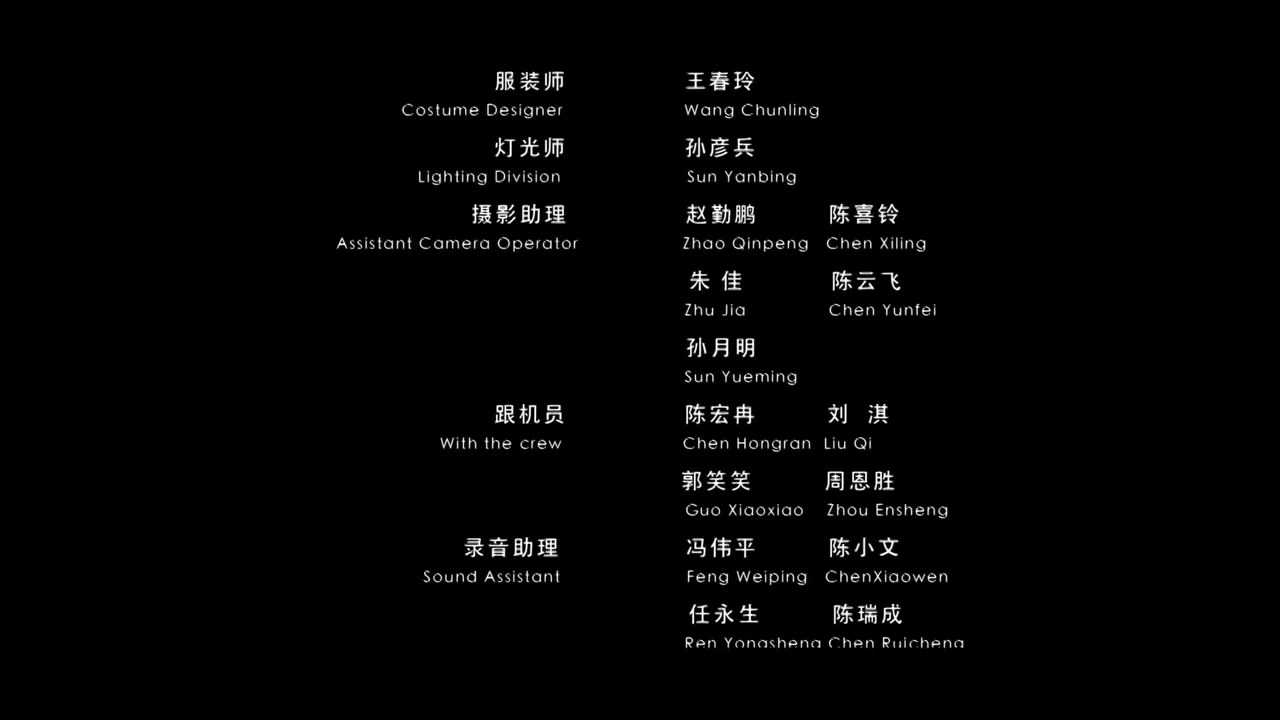 服装师 王春玲
Costume Designer Wang Chunling
灯光师 孙彦兵
Lighting Division Sun Yanbing
摄影助理 赵勤鹏 陈喜铃
Assistant Camera Operator Zhao Qinpeng Chen Xiling
朱 佳 陈云飞
Zhu Jia Chen Yunfei
孙月明
Sun Yueming
跟机员 陈宏冉 刘 淇
With the crew Chen Hongran Liu Qi
郭笑笑 周恩胜
Guo Xiaoxiao Zhou Ensheng
录音助理 冯伟平 陈小文
Sound Assistant Feng Weiping ChenXiaowen
任永生 陈瑞成
Ren Yongsheng Chen Ruicheng